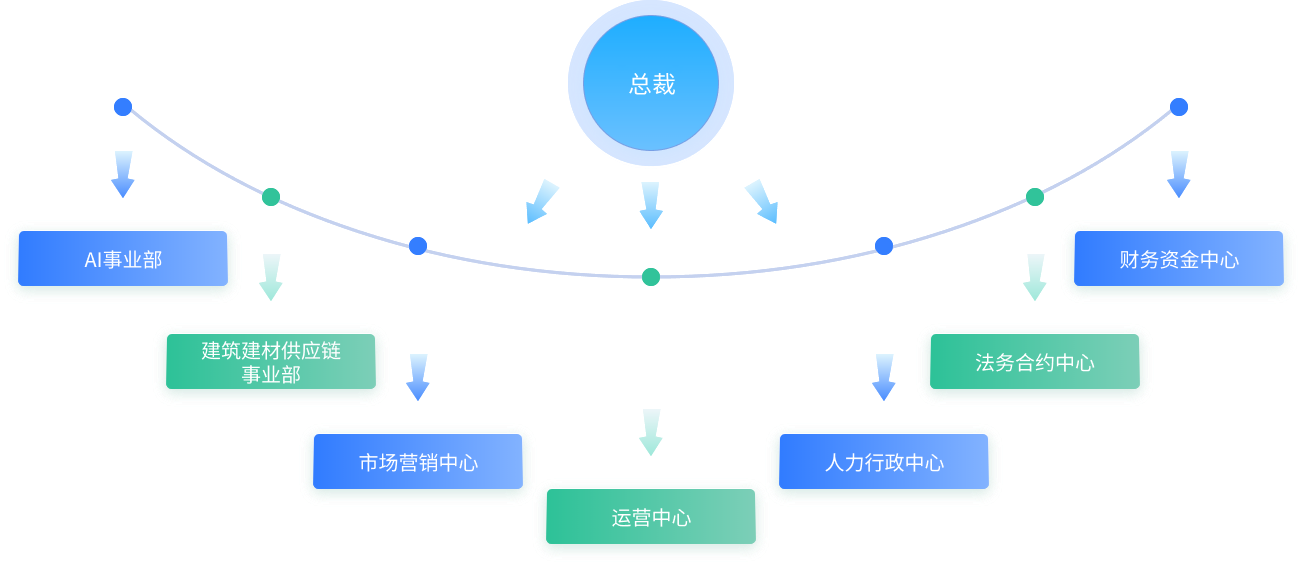 总裁
AI事业部
财务资金中心
建筑建材供应链
事业部
法务合约中心
市场营销中心
人力行政中心
运营中心